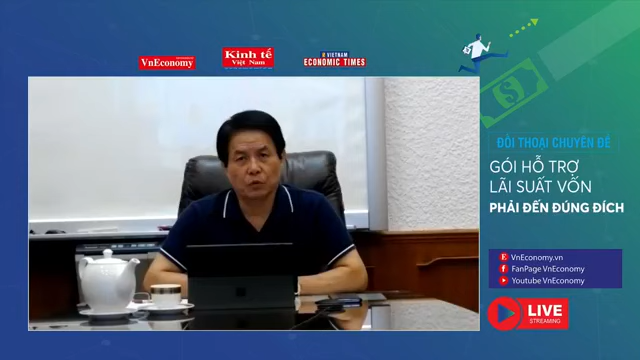 VnEconomy
Kinh tế
Việt Nam
VIETNAM
ECONOMIC TIMES
ĐỐI THOẠI CHUYÊN ĐỀ
GÓI HỖ TRỢ
LÃI SUẤT VỐN
PHẢI ĐẾN ĐÚNG ĐÍCH
VnEconomy.vn
FanPage VnEconomy
Youtube VnEconomy
LIVE
STREAMING